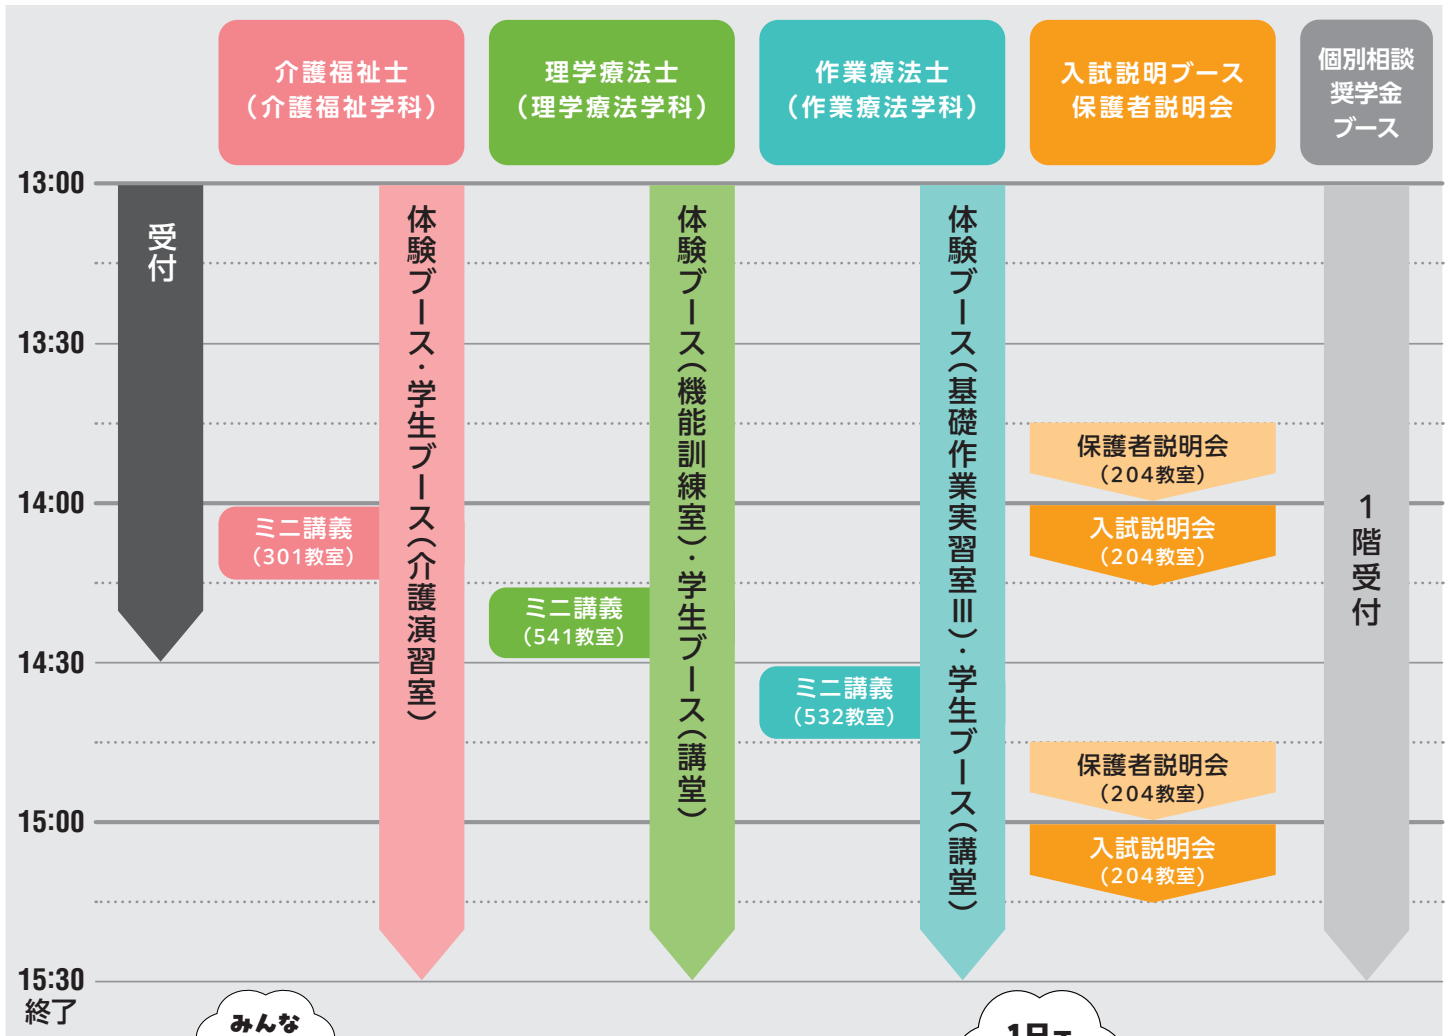 介護福祉士
（介護福祉学科）
理学療法士
（理学療法学科）
作業療法士
（作業療法学科）
入試説明ブース
保護者説明会
個別相談
奨学金
ブース
13:00
13:30
14:00
14:30
15:00
15:30
終了
受付
体験ブース・学生ブース（介護演習室）
ミニ講義
（301教室）
体験ブース（機能訓練室）・学生ブース（講堂）
ミニ講義
（541教室）
体験ブース（基礎作業実習室Ⅲ）・学生ブース（講堂）
ミニ講義
（532教室）
保護者説明会
（204教室）
入試説明会
（204教室）
保護者説明会
（204教室）
入試説明会
（204教室）
1階受付
みんな
1日